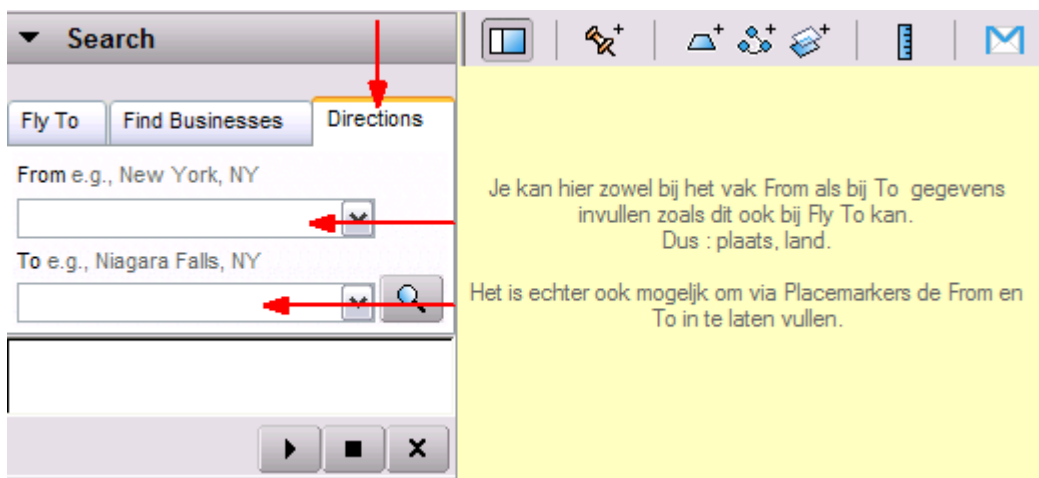 Search
Fly To
Find Businesses
Directions
From e.g., New York, NY
To e.g., Niagara Falls, NY
Je kan hier zowel bij het vak From als bij To gegevens
invullen zoals dit ook bij Fly To kan.
Dus : plaats, land.
Het is echter ook mogeljk om via Placemarkers de From en
To in te laten vullen.